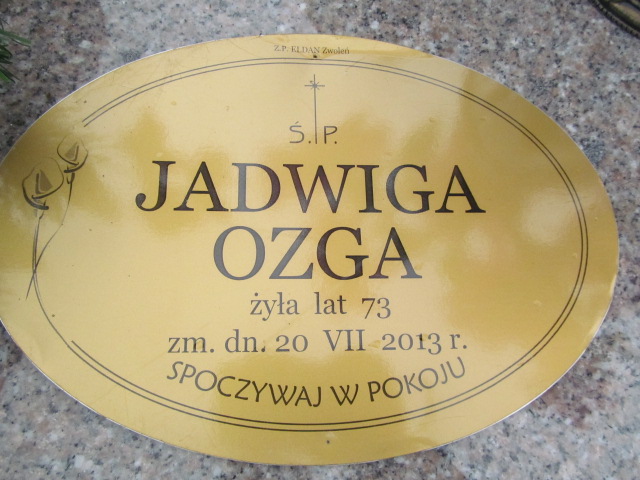 Z.P. ELDAN Zwoleń
Ś. P.
JADWIGA
OZGA
żyła lat 73
zm. dn. 20 VII 2013 r.
SPOCZYWAJ W POKOJU